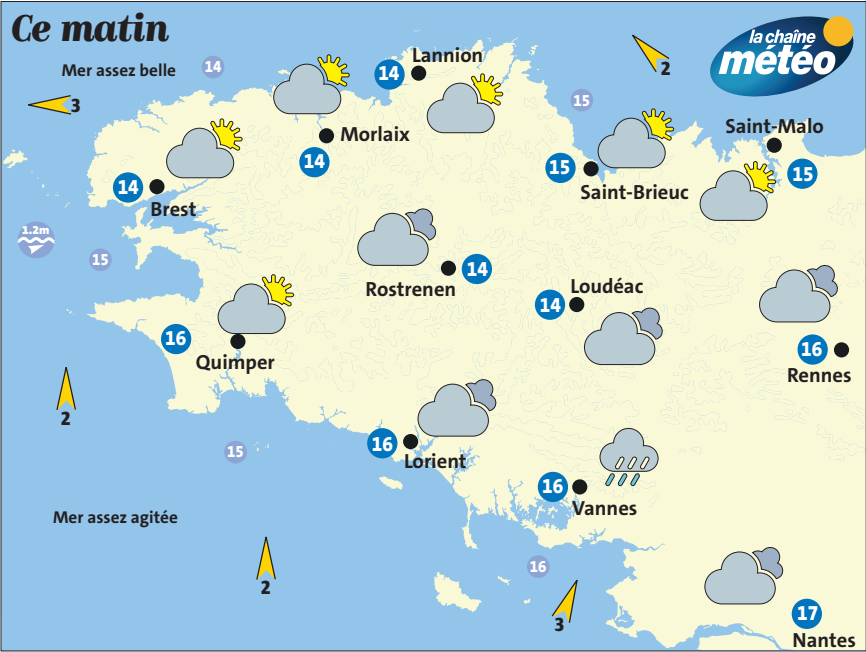 Ce matin
la chaîne
météo
Mer assez belle
14
Lannion
14
2
3
15
Saint-Malo
Morlaix
14
15
15
Saint-Brieuc
14
Brest
1.2m
15
Rostrenen
14
Loudéac
14
16
Quimper
16
Rennes
2
15
16
Lorient
16
Vannes
Mer assez agitée
2
16
3
17
Nantes